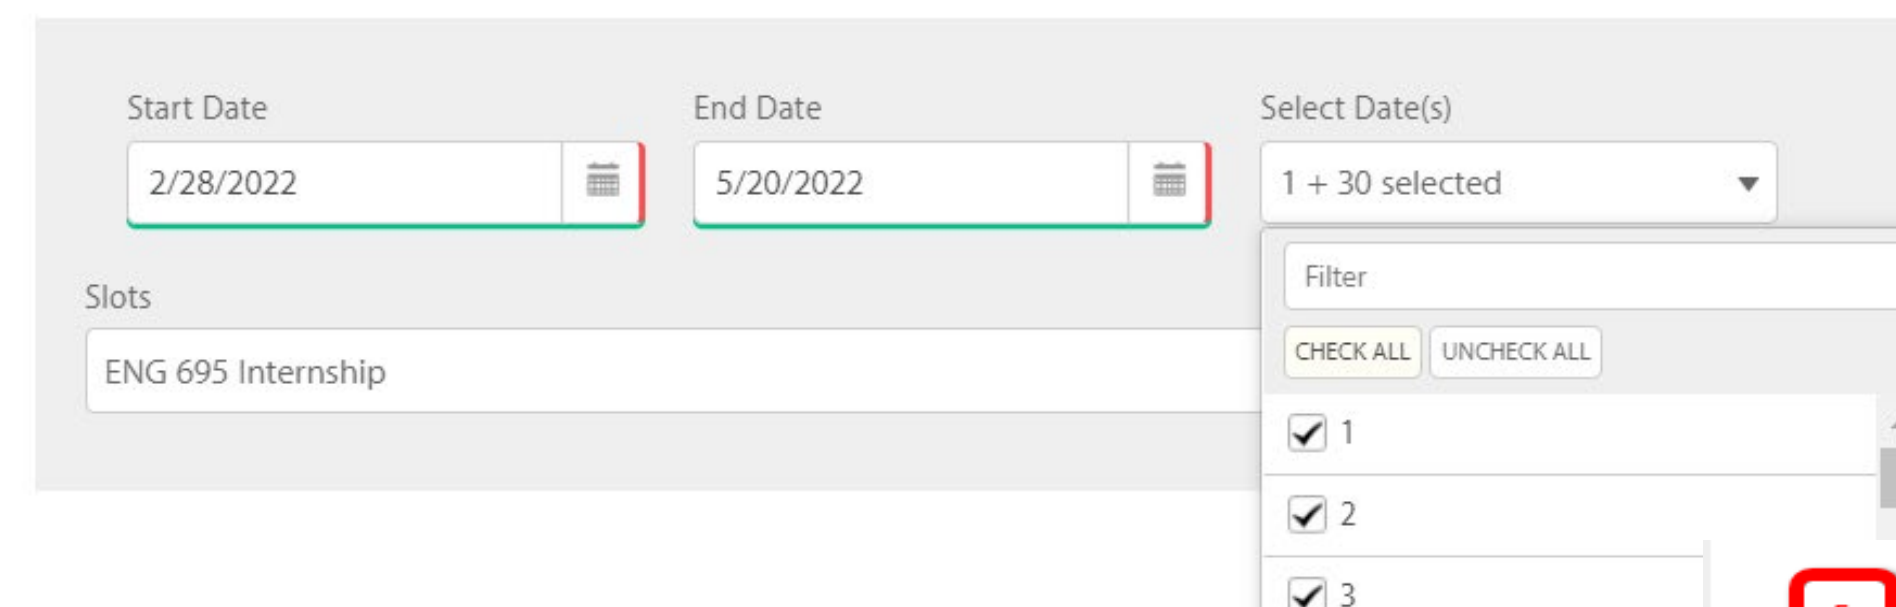 Start Date
End Date
Select Date(s)
2/28/2022
5/20/2022
1 + 30 selected
Slots
Filter
ENG 695 Internship
CHECK ALL
UNCHECK ALL
1
2
3